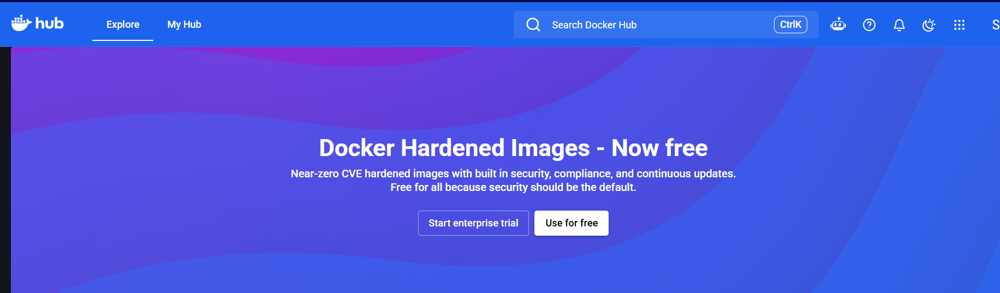 hub
Explore
My Hub
Search Docker Hub
CtrlK
S
Docker Hardened Images - Now free
Near-zero CVE hardened images with built in security, compliance, and continuous updates.
Free for all because security should be the default.
Start enterprise trial
Use for free